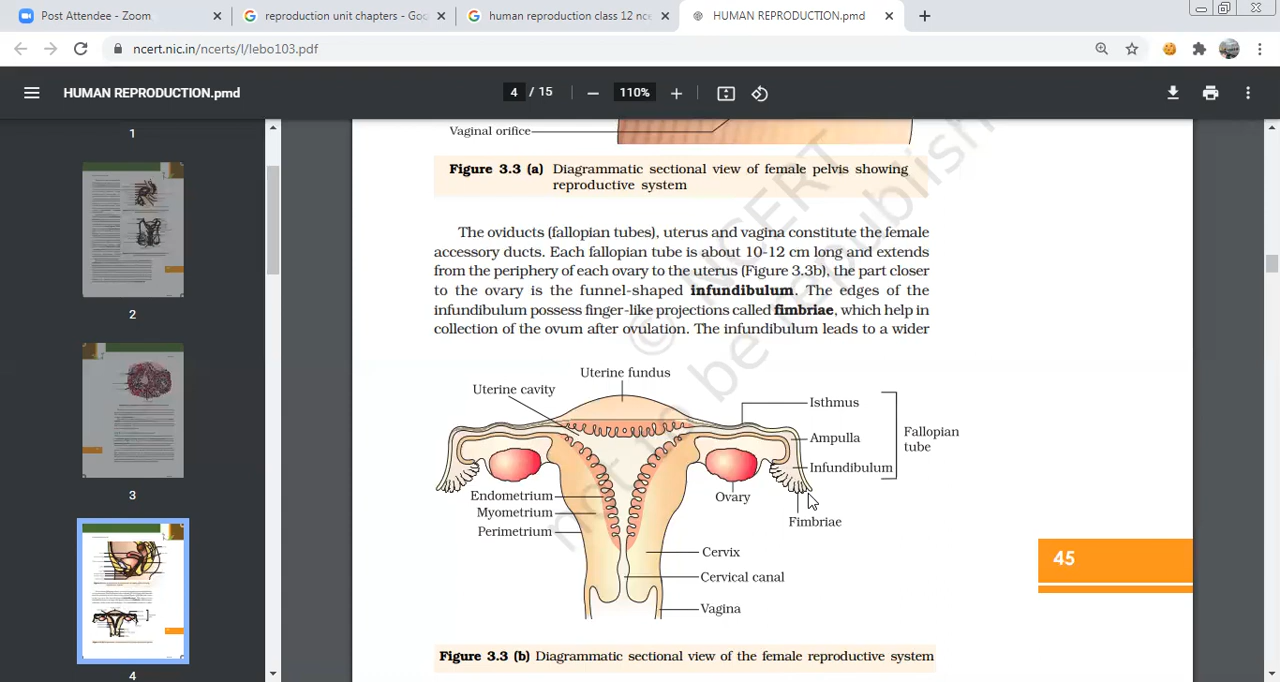 Post Attendee - Zoom
reproduction unit chapters - Goo
human reproduction class 12 nce
HUMAN REPRODUCTION.pmd
ncert.nic.in/ncerts/l/lebo103.pdf
HUMAN REPRODUCTION.pmd
4 / 15
110%
1
2
3
4
Vaginal orifice
Figure 3.3 (a) Diagrammatic sectional view of female pelvis showing
reproductive system
The oviducts (fallopian tubes), uterus and vagina constitute the female
accessory ducts. Each fallopian tube is about 10-12 cm long and extends
from the periphery of each ovary to the uterus (Figure 3.3b), the part closer
to the ovary is the funnel-shaped infundibulum. The edges of the
infundibulum possess finger-like projections called fimbriae, which help in
collection of the ovum after ovulation. The infundibulum leads to a wider
Uterine fundus
Uterine cavity
Isthmus
Ampulla
Fallopian
tube
Infundibulum
Endometrium
Ovary
Myometrium
Fimbriae
Perimetrium
Cervix
Cervical canal
Vagina
45
Figure 3.3 (b) Diagrammatic sectional view of the female reproductive system
© NCERT
not to be republish